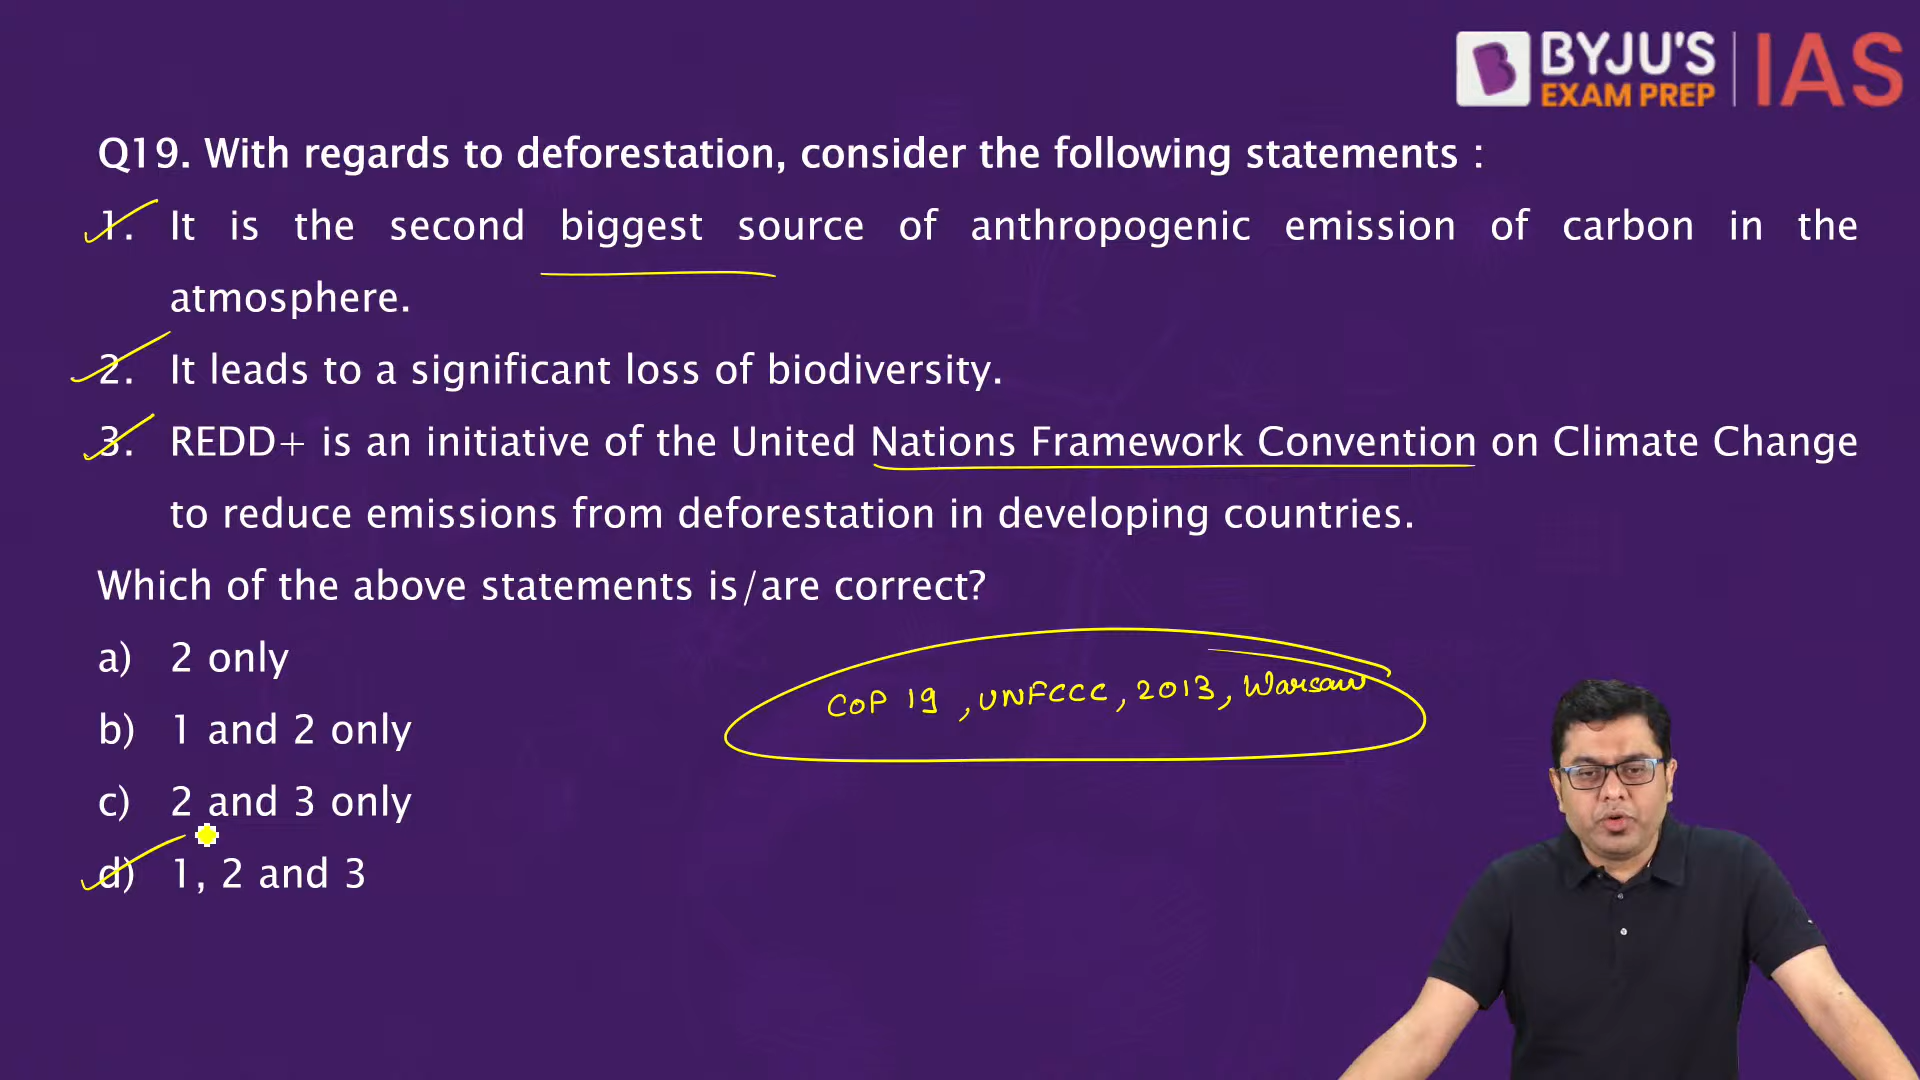 BYJU'S
EXAM PREP
IAS
Q19. With regards to deforestation, consider the following statements :
1. It is the second biggest source of anthropogenic emission of carbon in the
atmosphere.
2. It leads to a significant loss of biodiversity.
3. REDD+ is an initiative of the United Nations Framework Convention on Climate Change
to reduce emissions from deforestation in developing countries.
Which of the above statements is/are correct?
a) 2 only
COP 19, UNFCCC, 2013, Warsaw
b) 1 and 2 only
c) 2 and 3 only
d) 1, 2 and 3